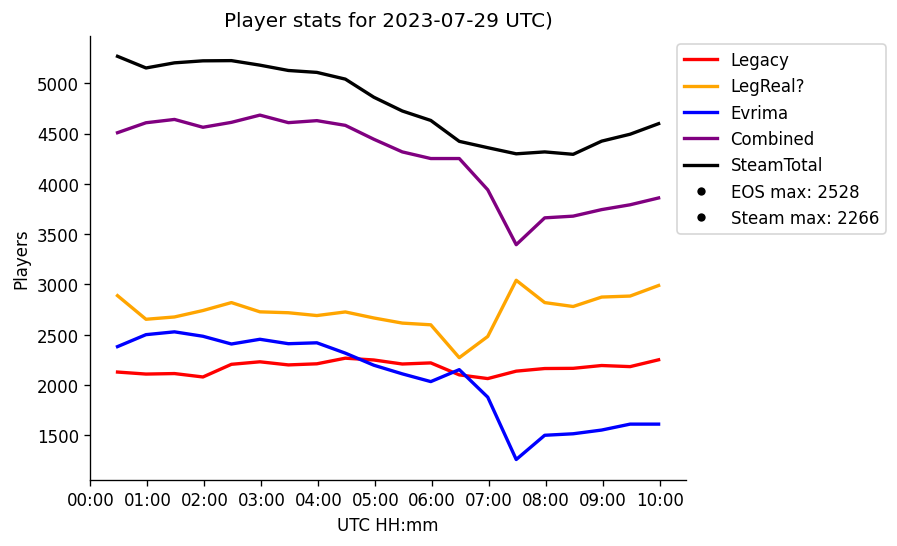 Player stats for 2023-07-29 UTC)
Players
5000
4500
4000
3500
3000
2500
2000
1500
00:00 01:00 02:00 03:00 04:00 05:00 06:00 07:00 08:00 09:00 10:00
UTC HH:mm
Legacy
LegReal?
Evrima
Combined
SteamTotal
EOS max: 2528
Steam max: 2266